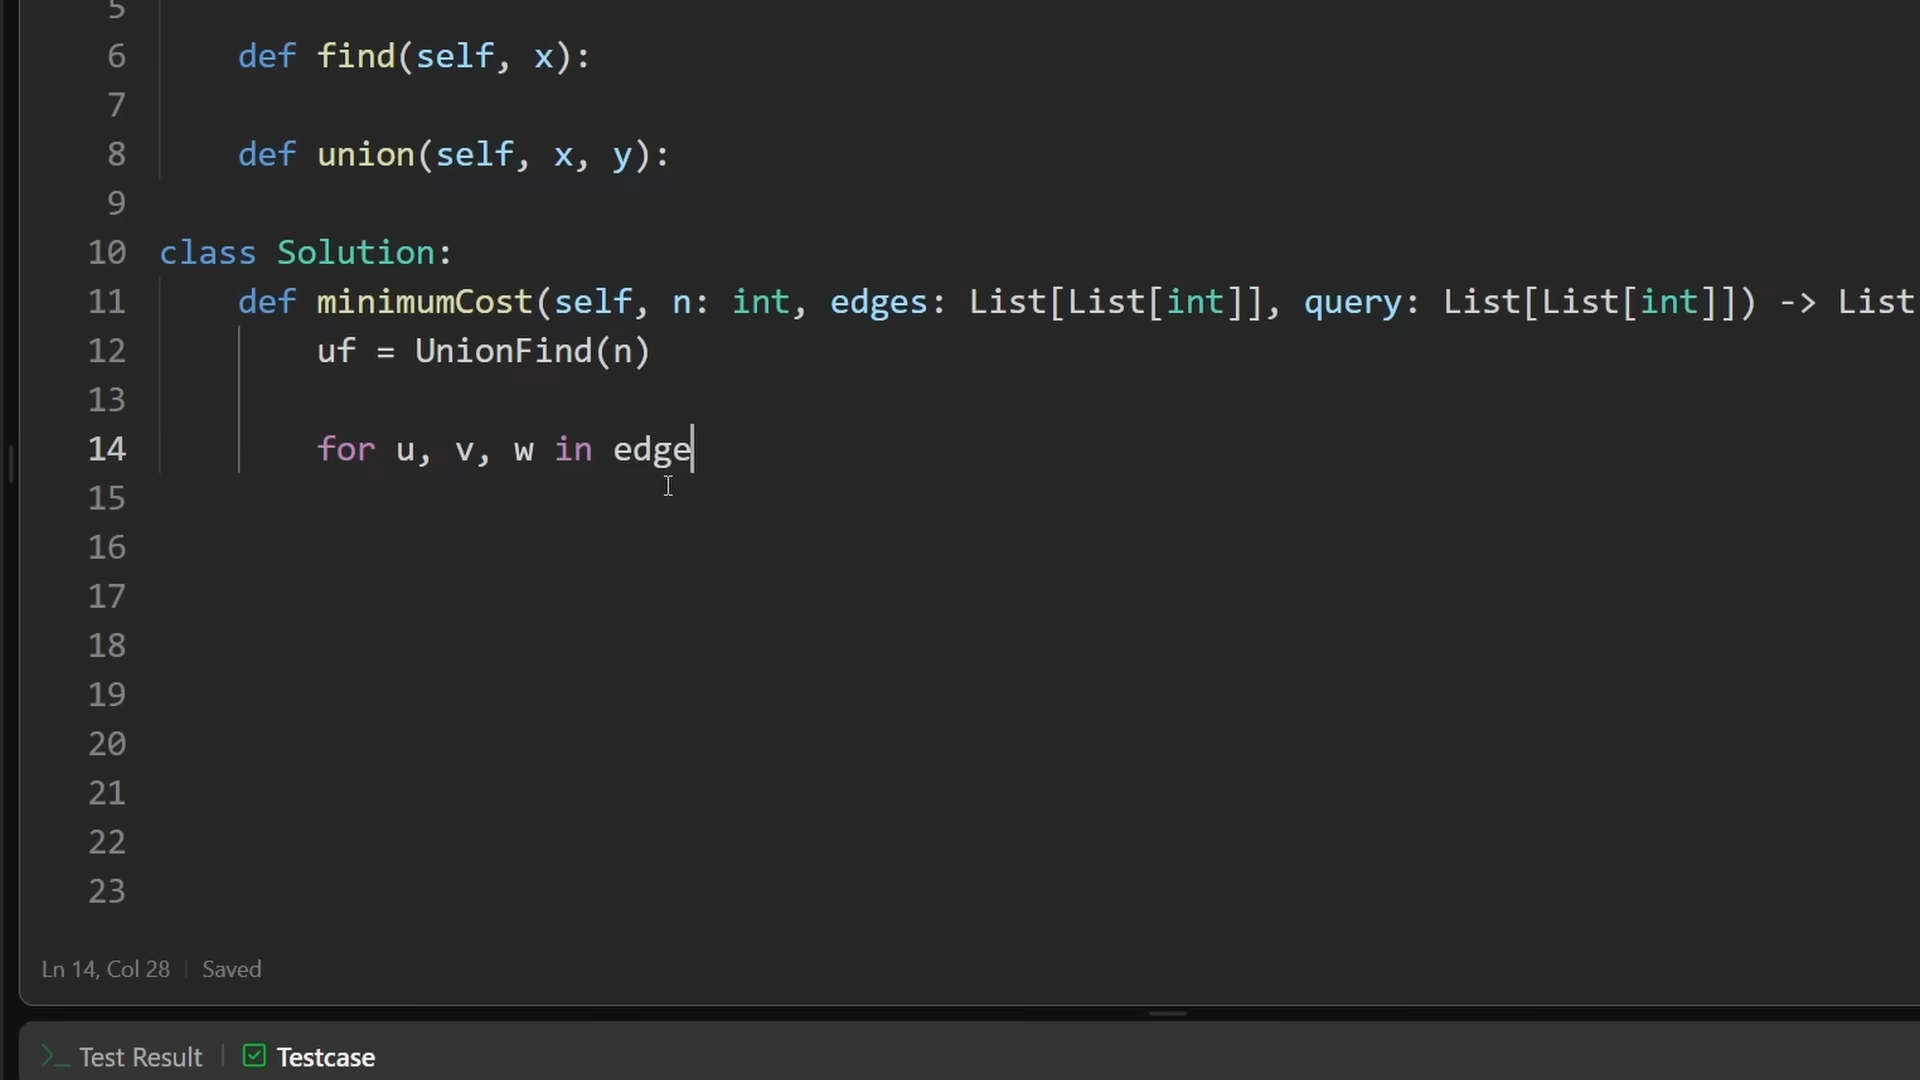 5
6 def find(self, x):
7
8 def union(self, x, y):
9
10 class Solution:
11 def minimumCost(self, n: int, edges: List[List[int]], query: List[List[int]]) -> List
12 uf = UnionFind(n)
13
14 for u, v, w in edge
15
16
17
18
19
20
21
22
23
Ln 14, Col 28 Saved
Test Result Testcase